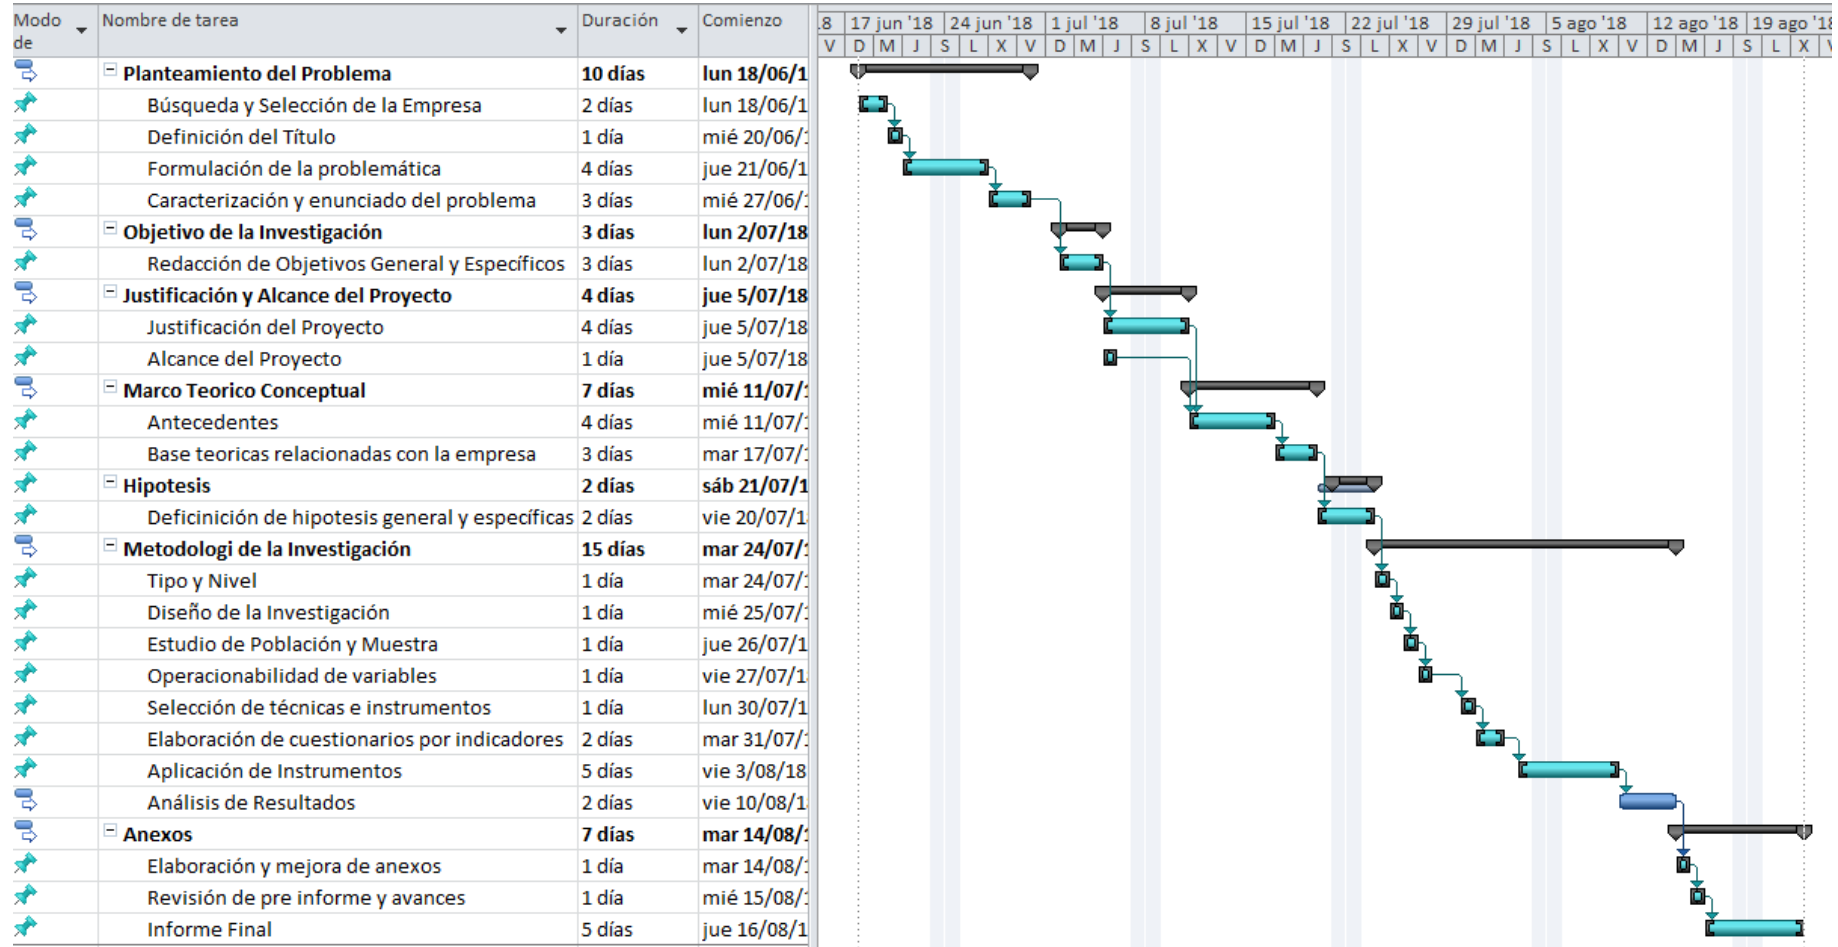 Modo de Nombre de tarea Duración Comienzo
.8 17 jun '18 24 jun '18 1 jul '18 8 jul '18 15 jul '18 22 jul '18 29 jul '18 5 ago '18 12 ago '18 19 ago '18
V D M J S L X V D M J S L X V D M J S L X V D M J S L X V D M J S L X V
Planteamiento del Problema 10 días lun 18/06/1
Búsqueda y Selección de la Empresa 2 días lun 18/06/1
Definición del Título 1 día mié 20/06/1
Formulación de la problemática 4 días jue 21/06/1
Caracterización y enunciado del problema 3 días mié 27/06/1
Objetivo de la Investigación 3 días lun 2/07/18
Redacción de Objetivos General y Específicos 3 días lun 2/07/18
Justificación y Alcance del Proyecto 4 días jue 5/07/18
Justificación del Proyecto 4 días jue 5/07/18
Alcance del Proyecto 1 día jue 5/07/18
Marco Teorico Conceptual 7 días mié 11/07/1
Antecedentes 4 días mié 11/07/1
Base teoricas relacionadas con la empresa 3 días mar 17/07/1
Hipotesis 2 días sáb 21/07/1
Deficinición de hipotesis general y específicas 2 días vie 20/07/1
Metodologi de la Investigación 15 días mar 24/07/1
Tipo y Nivel 1 día mar 24/07/1
Diseño de la Investigación 1 día mié 25/07/1
Estudio de Población y Muestra 1 día jue 26/07/1
Operacionabilidad de variables 1 día vie 27/07/1
Selección de técnicas e instrumentos 1 día lun 30/07/1
Elaboración de cuestionarios por indicadores 2 días mar 31/07/1
Aplicación de Instrumentos 5 días vie 3/08/18
Análisis de Resultados 2 días vie 10/08/1
Anexos 7 días mar 14/08/1
Elaboración y mejora de anexos 1 día mar 14/08/1
Revisión de pre informe y avances 1 día mié 15/08/1
Informe Final 5 días jue 16/08/1